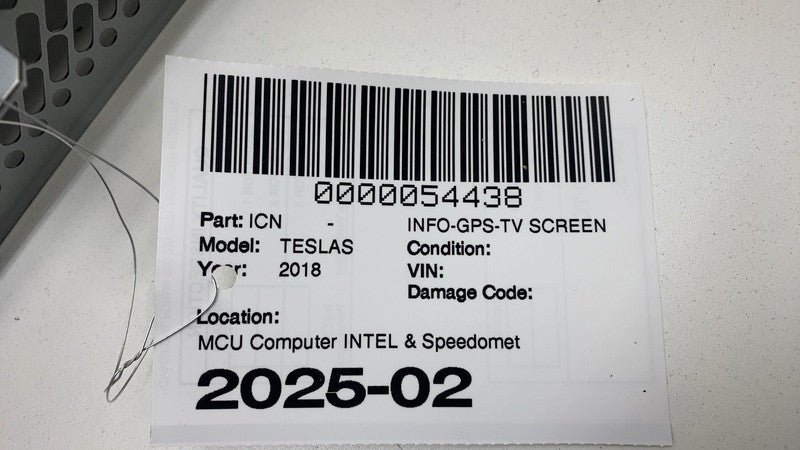 0000054438
Part: ICN - INFO-GPS-TV SCREEN
Model: TESLAS Condition:
Year: 2018 VIN:
Damage Code:
Location:
MCU Computer INTEL & Speedomet
2025-02